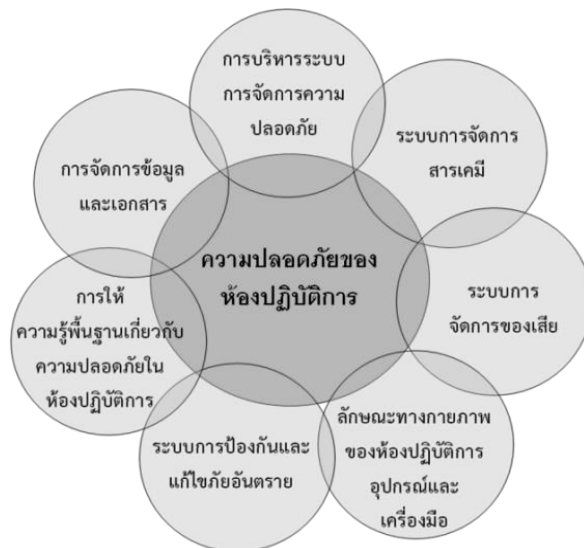 การบริหารระบบ
การจัดการความ
ปลอดภัย
ระบบการจัดการ
สารเคมี
ระบบการ
จัดการของเสีย
ลักษณะทางกายภาพ
ของห้องปฏิบัติการ
อุปกรณ์และ
เครื่องมือ
ระบบการป้องกันและ
แก้ไขภัยอันตราย
การให้
ความรู้พื้นฐานเกี่ยวกับ
ความปลอดภัยใน
ห้องปฏิบัติการ
การจัดการข้อมูล
และเอกสาร
ความปลอดภัยของ
ห้องปฏิบัติการ